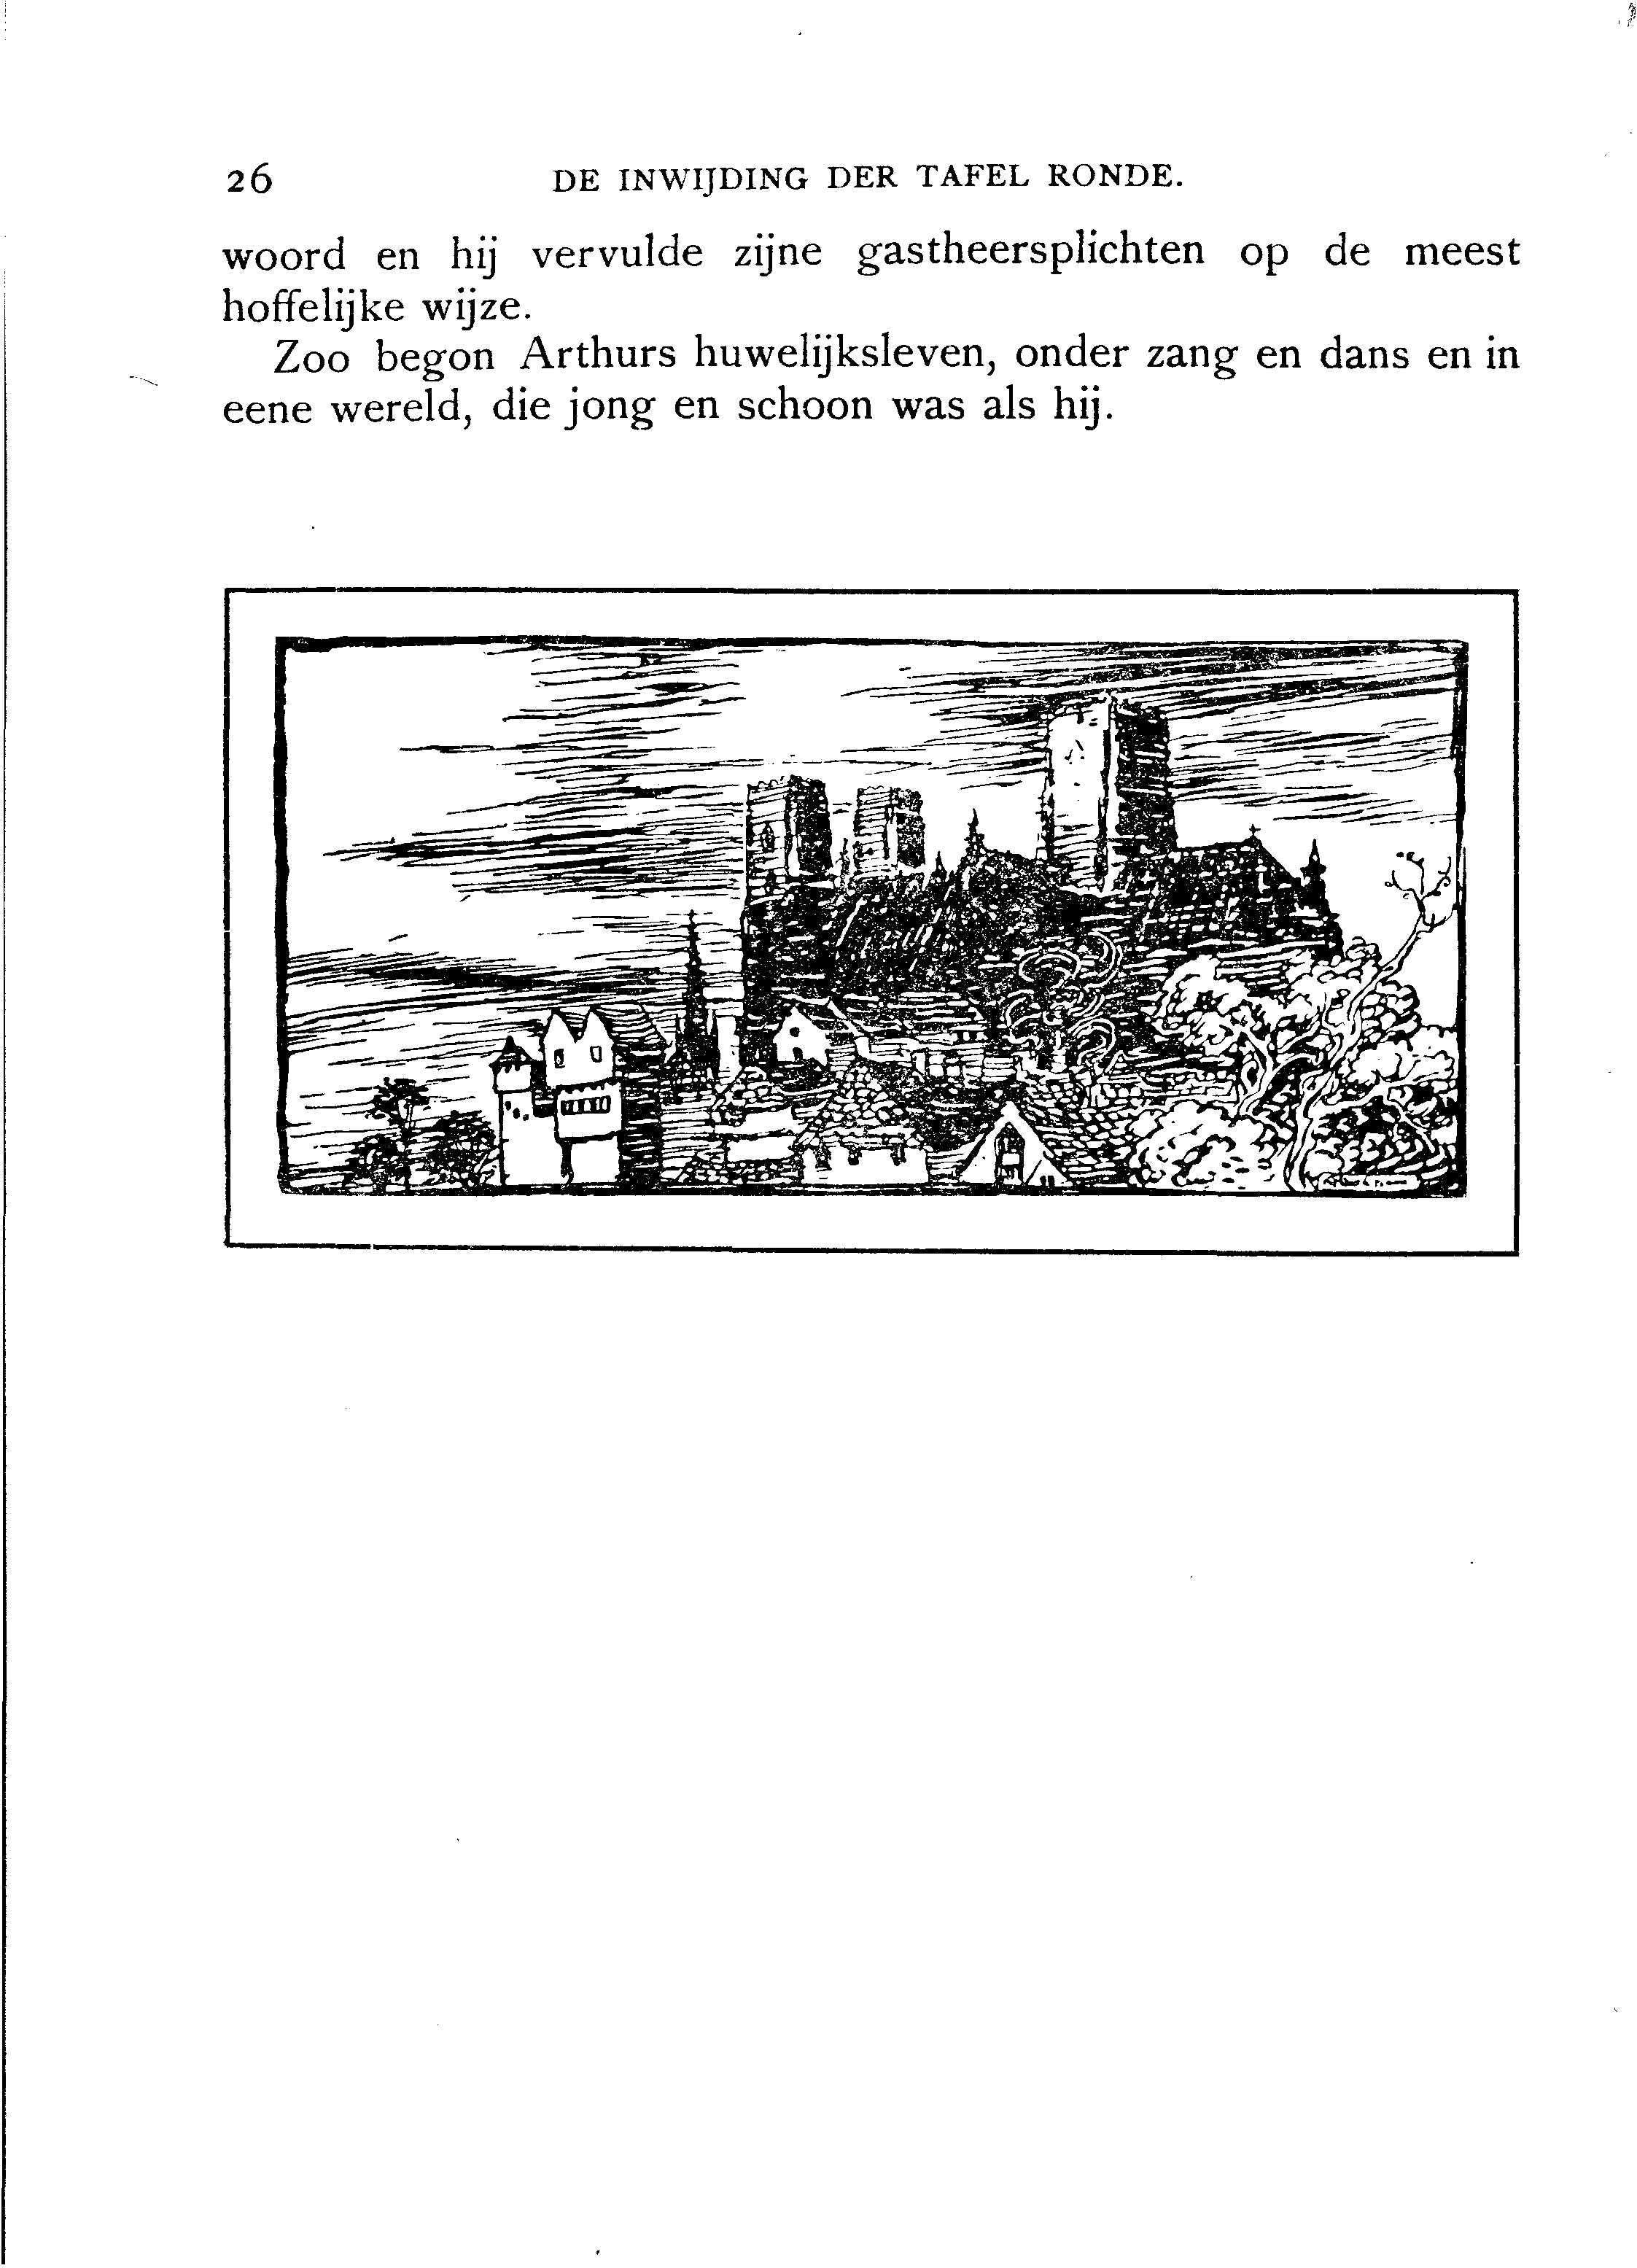 26 DE INWIJDING DER TAFEL RONDE.
woord en hij vervulde zijne gastheersplichten op de meest
hoffelijke wijze.
Zoo begon Arthurs huwelijksleven, onder zang en dans en in
eene wereld, die jong en schoon was als hij.